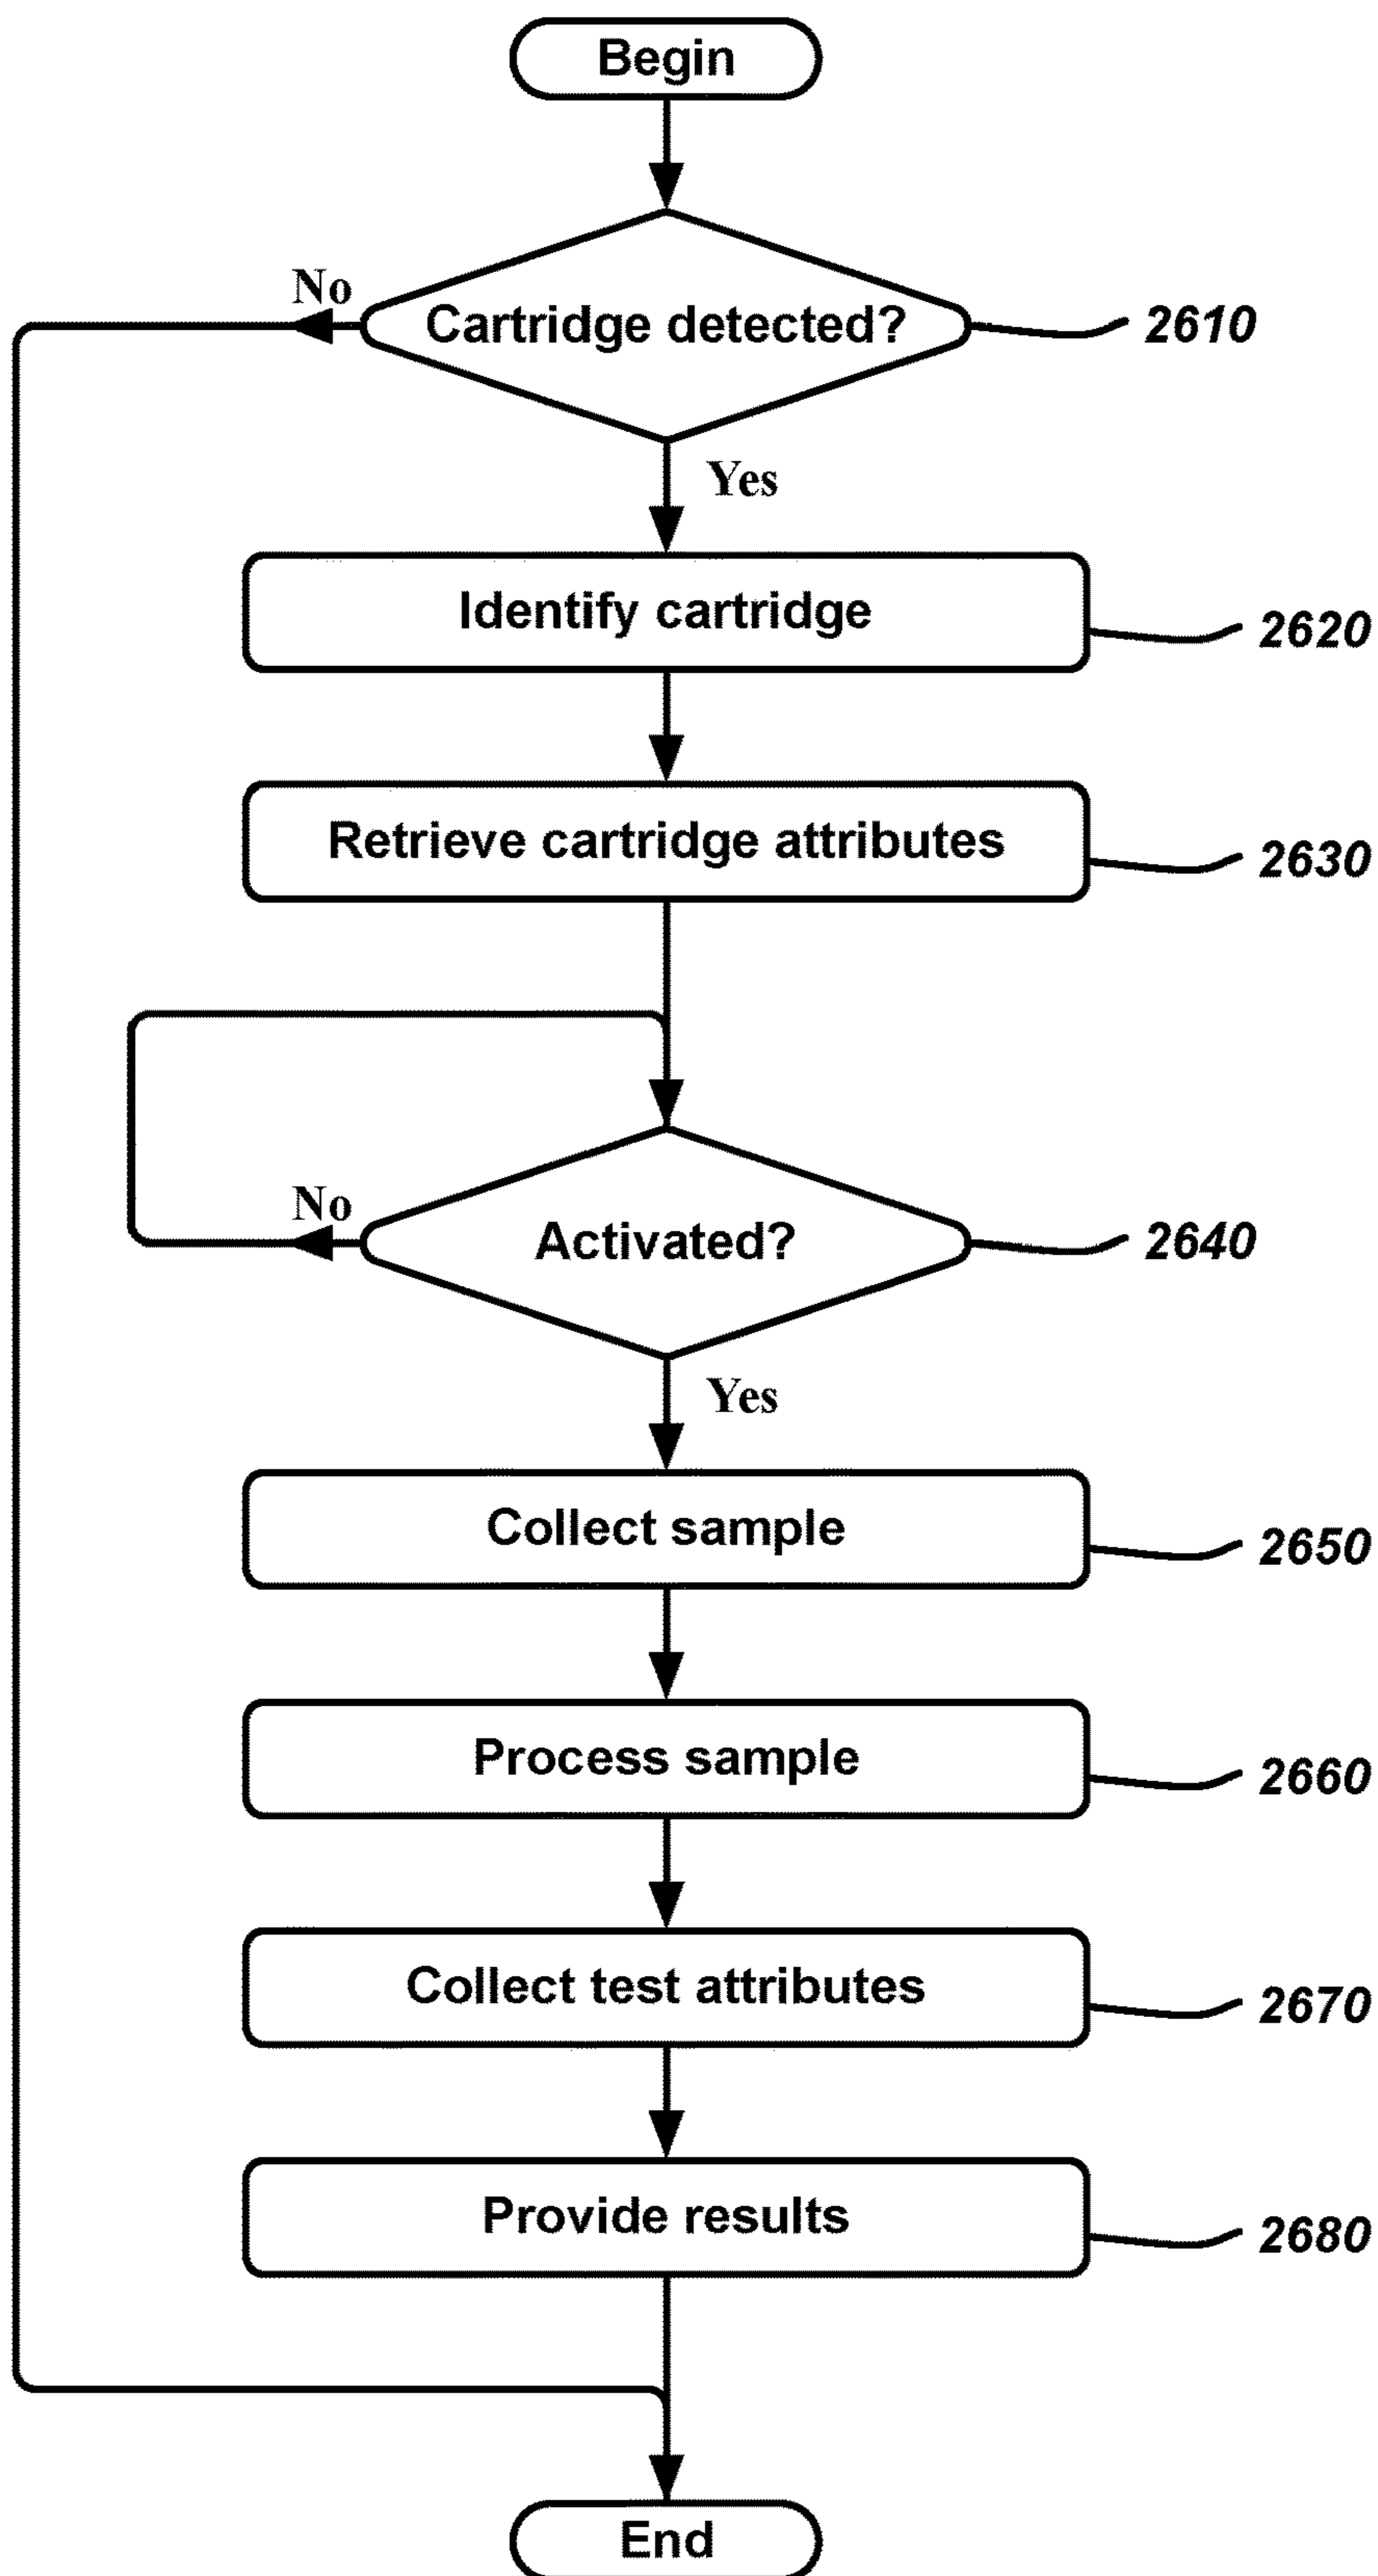 Begin
No
Cartridge detected?
2610
Yes
Identify cartridge
2620
Retrieve cartridge attributes
2630
No
Activated?
2640
Yes
Collect sample
2650
Process sample
2660
Collect test attributes
2670
Provide results
2680
End